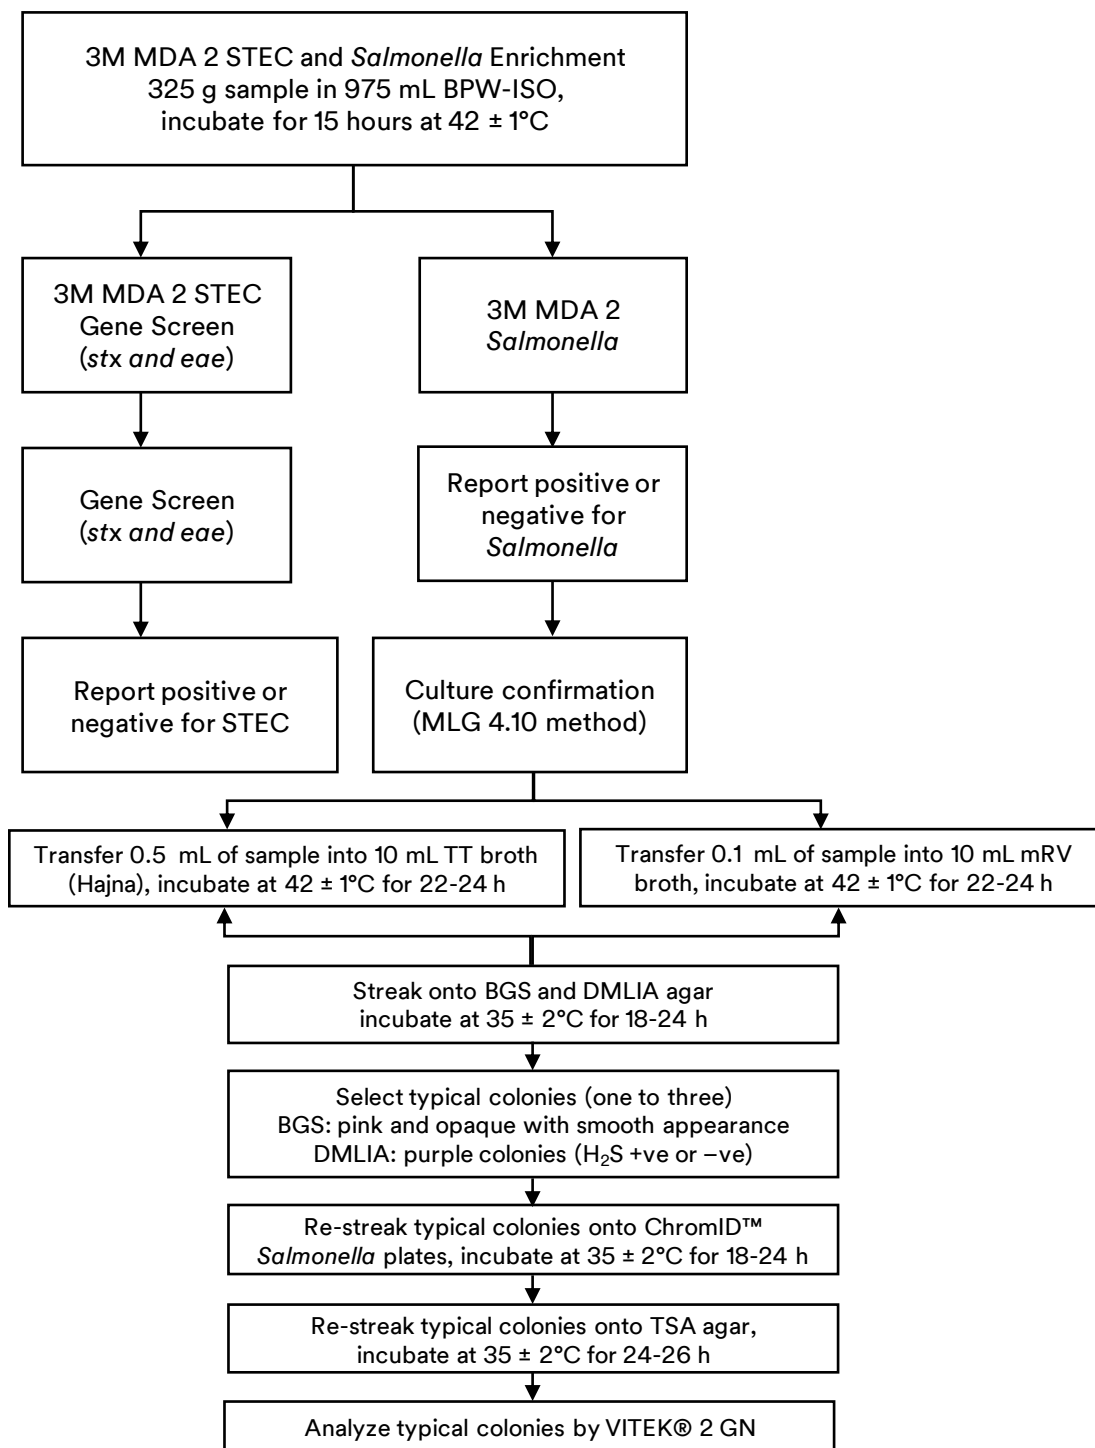 3M MDA 2 STEC and Salmonella Enrichment
325 g sample in 975 mL BPW-ISO,
incubate for 15 hours at 42 ± 1°C
3M MDA 2 STEC
Gene Screen
(stx and eae)
3M MDA 2
Salmonella
Gene Screen
(stx and eae)
Report positive or
negative for
Salmonella
Report positive or
negative for STEC
Culture confirmation
(MLG 4.10 method)
Transfer 0.5 mL of sample into 10 mL TT broth
(Hajna), incubate at 42 ± 1°C for 22-24 h
Transfer 0.1 mL of sample into 10 mL mRV
broth, incubate at 42 ± 1°C for 22-24 h
Streak onto BGS and DMLIA agar
incubate at 35 ± 2°C for 18-24 h
Select typical colonies (one to three)
BGS: pink and opaque with smooth appearance
DMLIA: purple colonies (H₂S +ve or –ve)
Re-streak typical colonies onto ChromID™
Salmonella plates, incubate at 35 ± 2°C for 18-24 h
Re-streak typical colonies onto TSA agar,
incubate at 35 ± 2°C for 24-26 h
Analyze typical colonies by VITEK® 2 GN